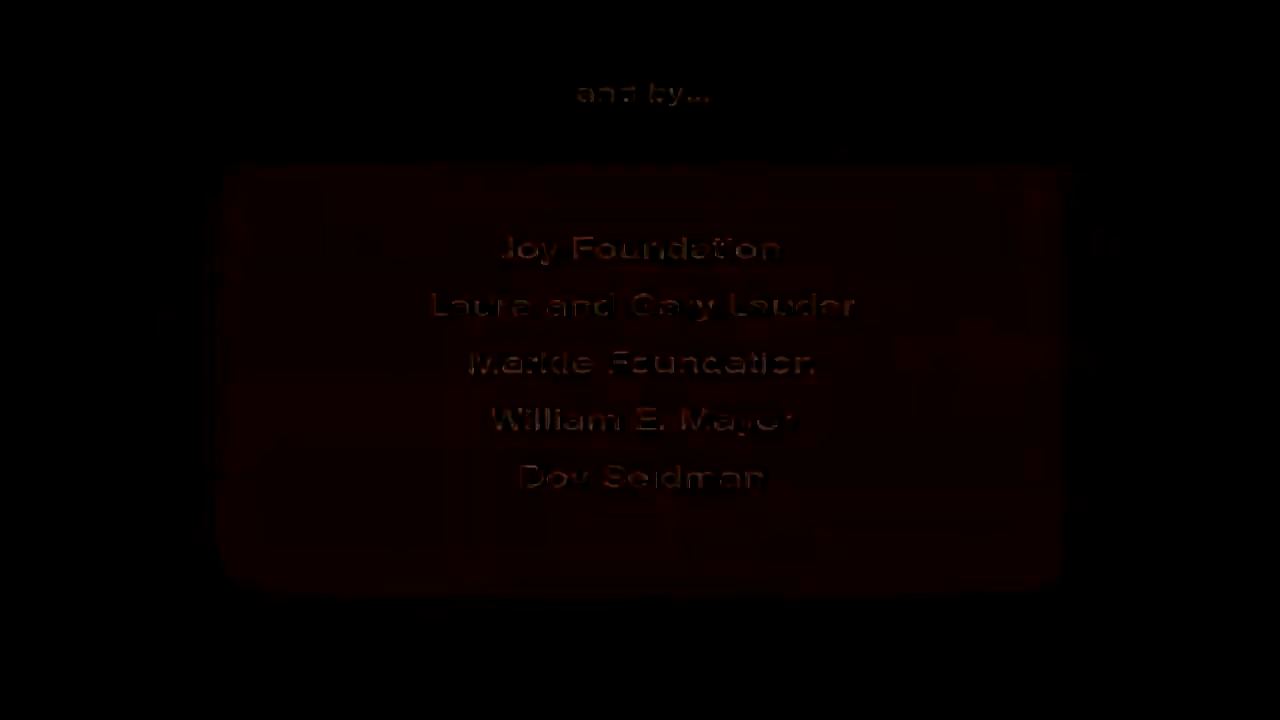 and by...
Joy Foundation
Laura and Gary Lauder
Markle Foundation
William E. Mayer
Dov Seidman